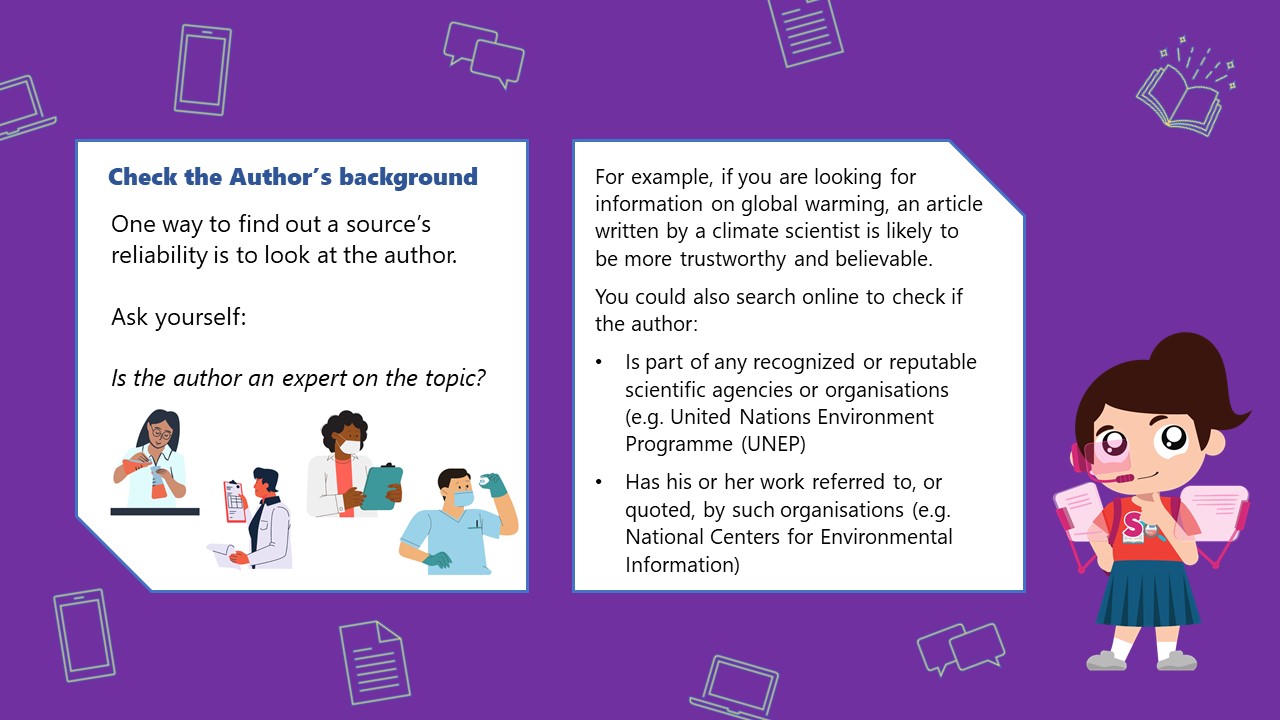 Check the Author's background
One way to find out a source's
reliability is to look at the author.
Ask yourself:
Is the author an expert on the topic?
For example, if you are looking for
information on global warming, an article
written by a climate scientist is likely to
be more trustworthy and believable.
You could also search online to check if
the author:
• Is part of any recognized or reputable
scientific agencies or organisations
(e.g. United Nations Environment
Programme (UNEP)
• Has his or her work referred to, or
quoted, by such organisations (e.g.
National Centers for Environmental
Information)
S